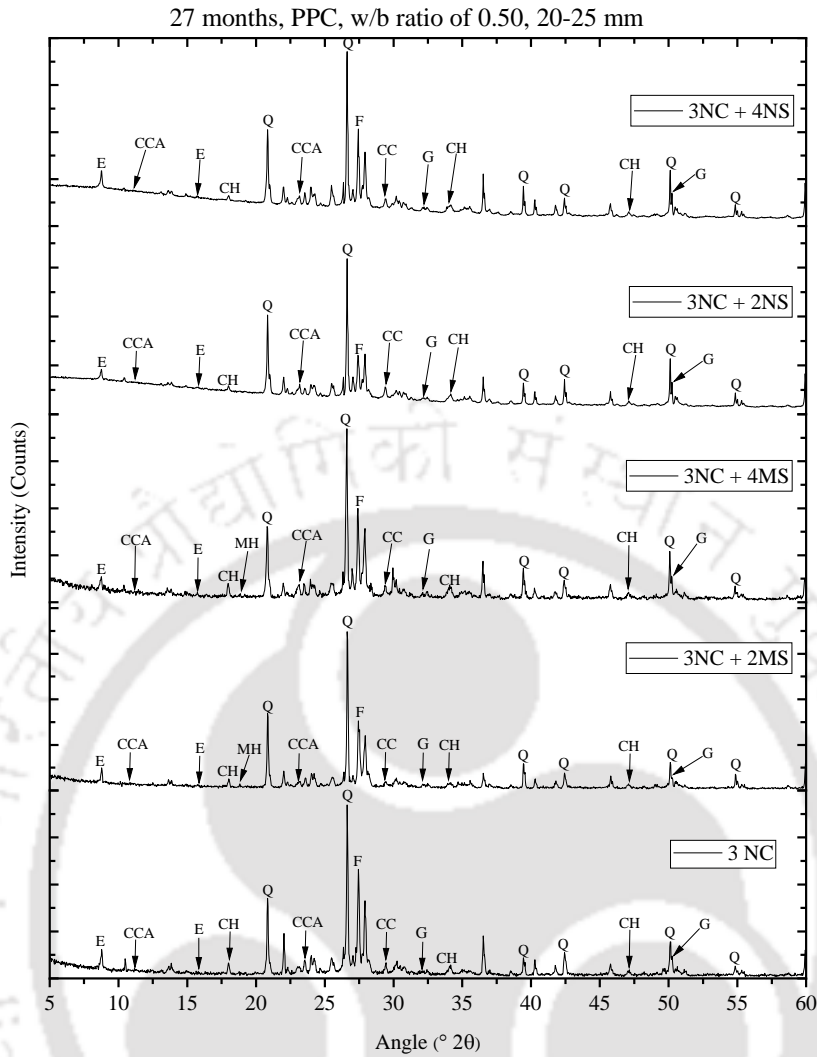 27 months, PPC, w/b ratio of 0.50, 20-25 mm
Q
3NC + 4NS
Q F
CCA CCA CH Q
E E CC G Q Q CH G
CH Q
Q
3NC + 2NS
Q
CCA CCA F CC CH CH Q
E E G Q Q G
CH Q
Q
3NC + 4MS
F
Q
CCA MH CCA CC G CH Q G
E E Q
CH CH Q Q
Q
3NC + 2MS
Q F
CCA MH CCA CC G CH CH Q G
E E Q Q Q
CH
Q
3 NC
F
Q
CCA E CH CCA CC G CH Q G
E Q Q
CH Q
5 10 15 20 25 30 35 40 45 50 55 60
Angle (° 2θ)
Intensity (Counts)